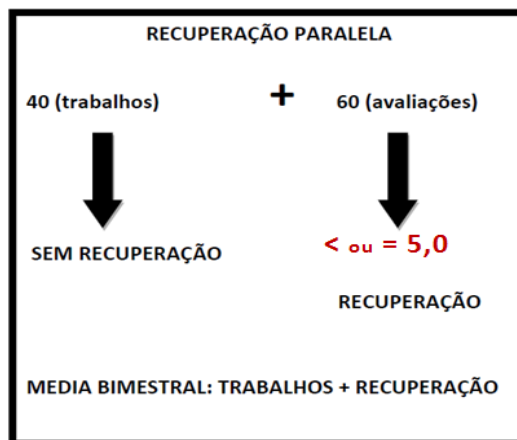 RECUPERAÇÃO PARALELA
40 (trabalhos) + 60 (avaliações)
SEM RECUPERAÇÃO
< ou = 5,0
RECUPERAÇÃO
MEDIA BIMESTRAL: TRABALHOS + RECUPERAÇÃO